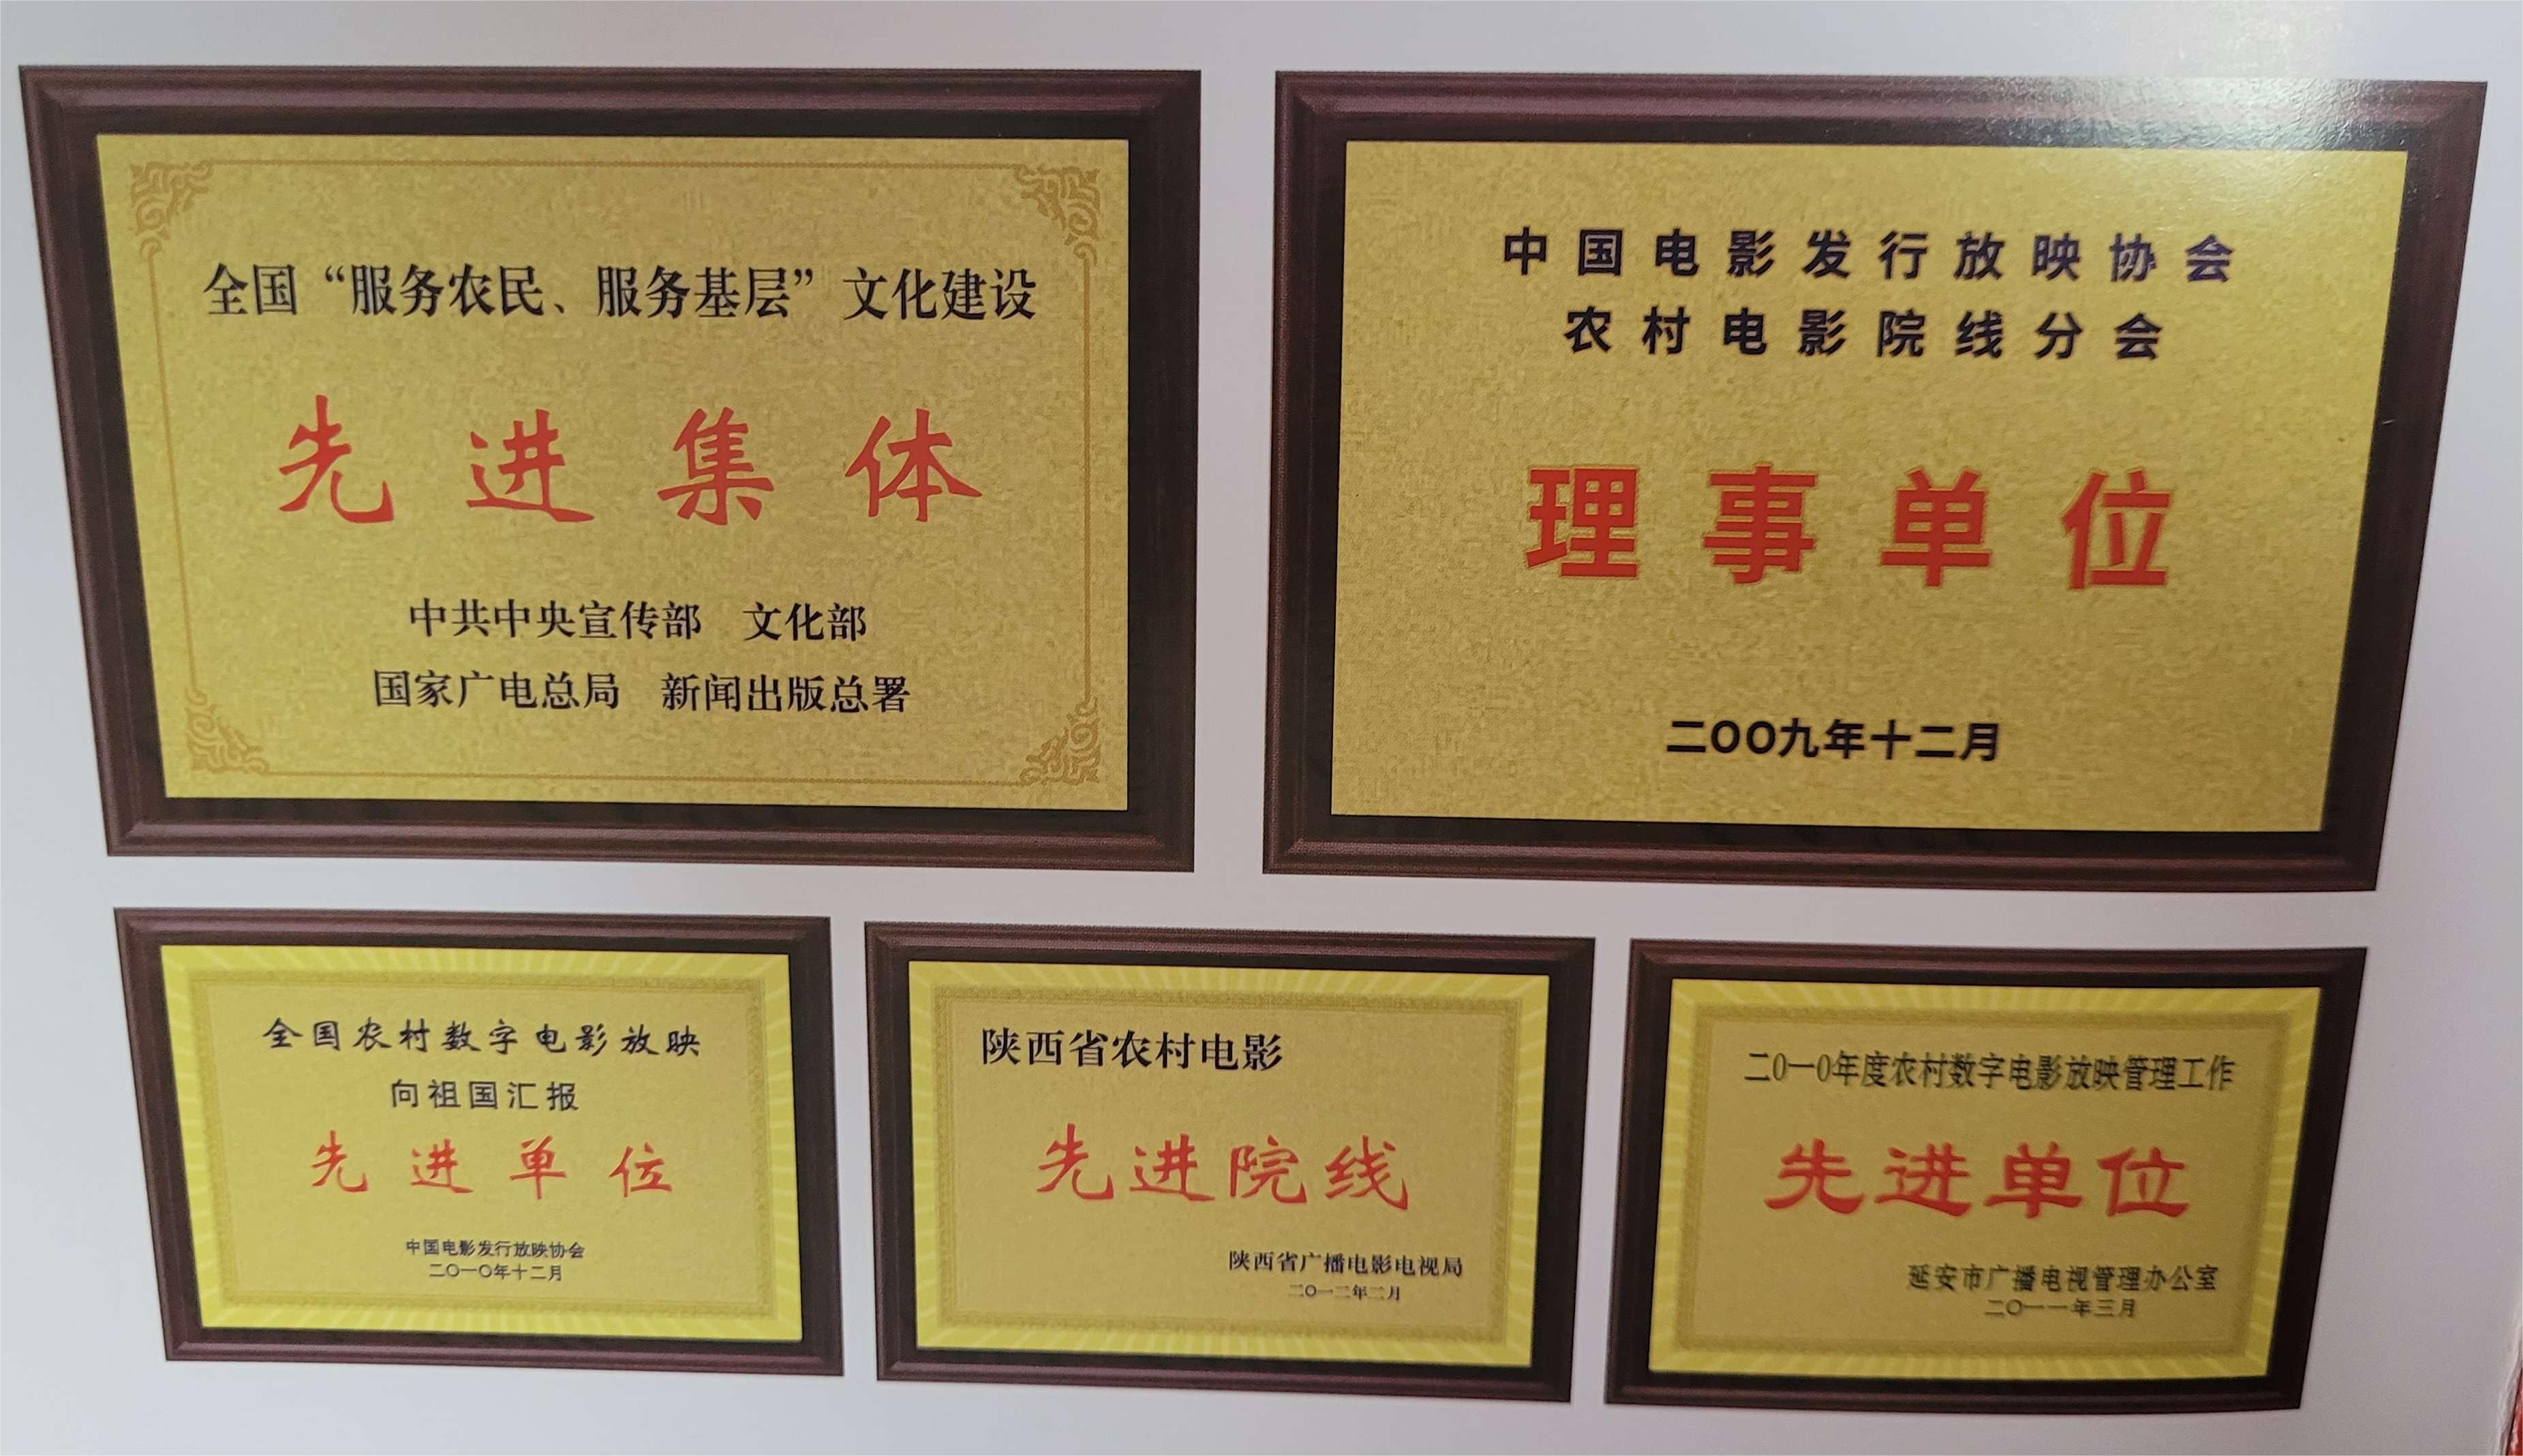 全国“服务农民、服务基层”文化建设
先进集体
中共中央宣传部 文化部
国家广电总局 新闻出版总署
中国电影发行放映协会
农村电影院线分会
理事单位
二〇〇九年十二月
全国农村数字电影放映
向祖国汇报
先进单位
中国电影发行放映协会
二〇一〇年十二月
陕西省农村电影
先进院线
陕西省广播电影电视局
二〇一二年二月
二0一0年度农村数字电影放映管理工作
先进单位
延安市广播电视管理办公室
二〇一一年三月